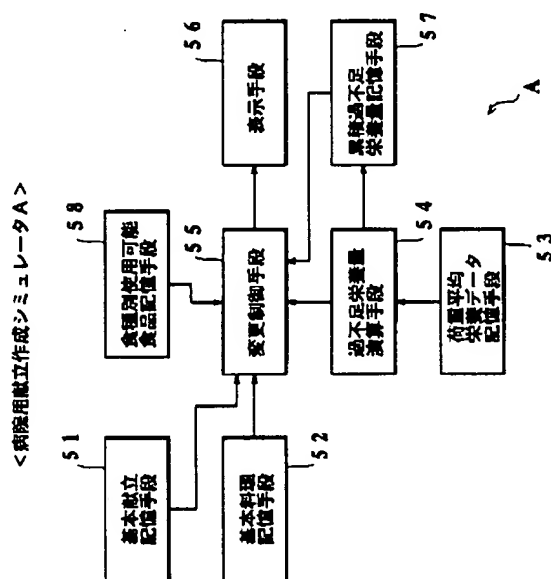 <病院用献立作成シミュレータA>
51
基本献立
記憶手段
52
基本料理
記憶手段
58
食種別使用可能
食品記憶手段
55
変更制御手段
54
過不足栄養量
演算手段
53
荷重平均
栄養データ
記憶手段
56
表示手段
57
累積過不足
栄養量記憶手段
A